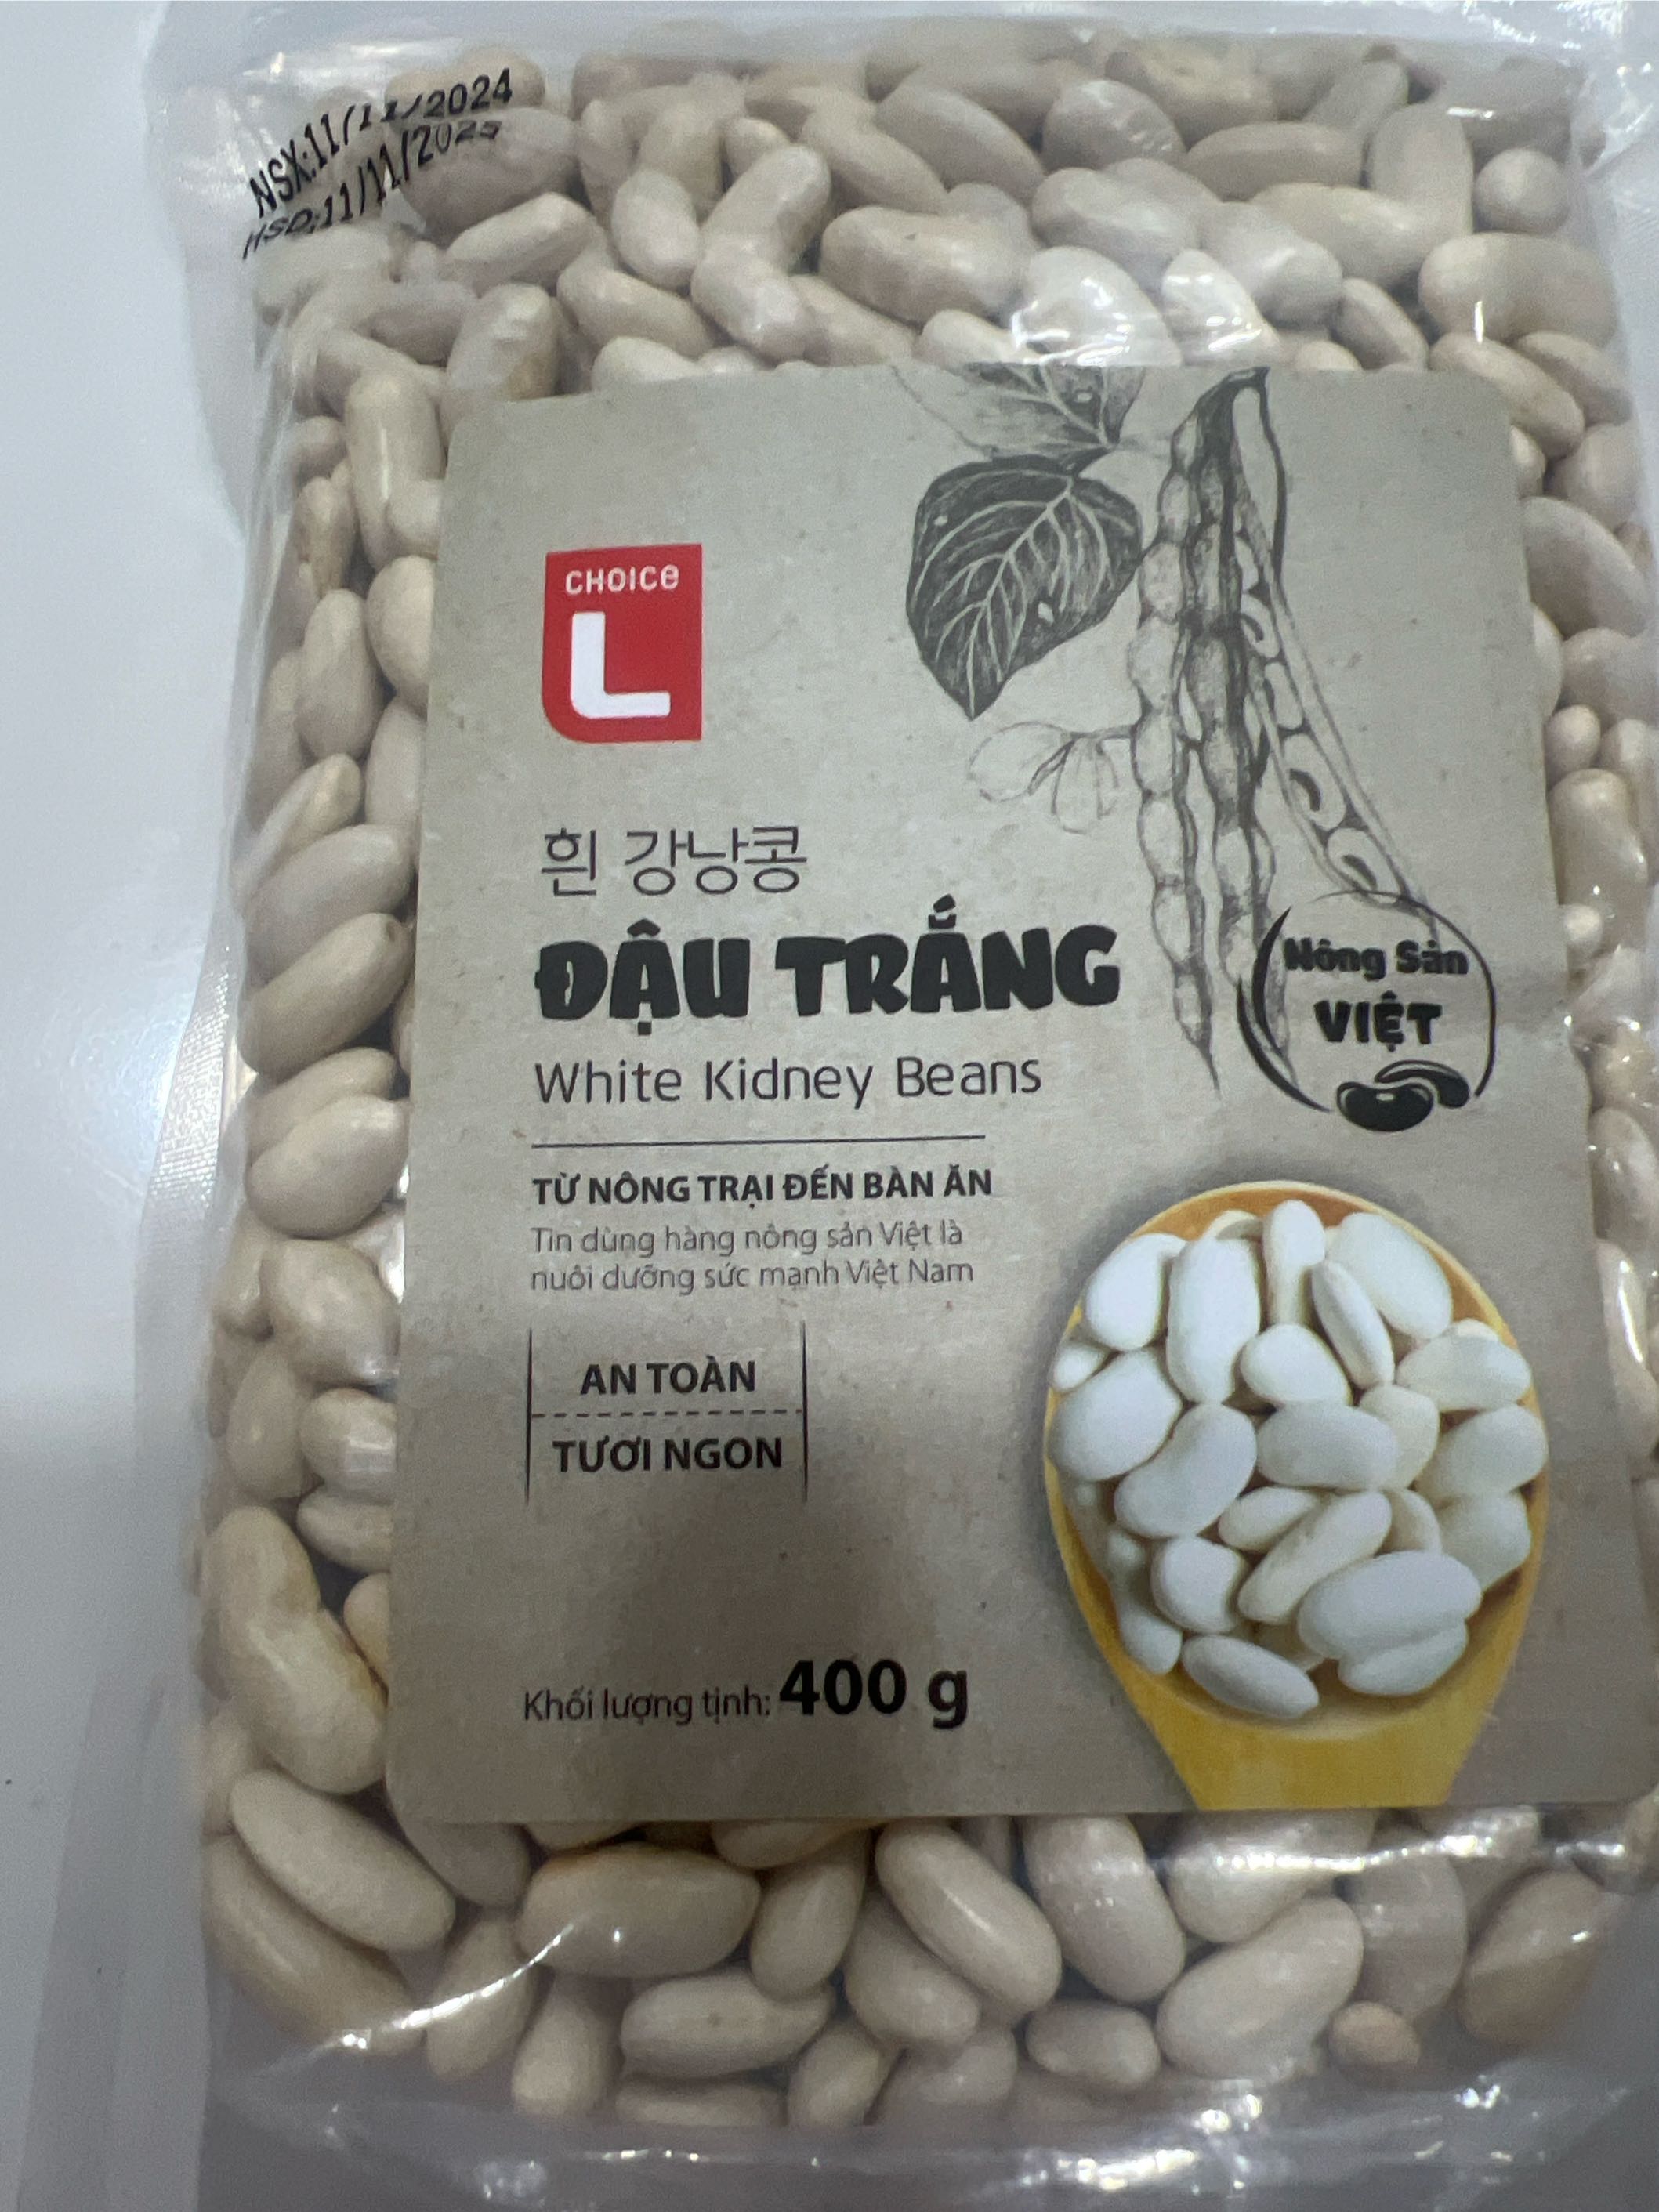 NSX:11/11/2024
HSD:11/11/2025
CHOICe
L
흰 강낭콩
ĐẬU TRẮNG
White Kidney Beans
Nông Sản
VIỆT
TỪ NÔNG TRẠI ĐẾN BÀN ĂN
Tin dùng hàng nông sản Việt là
nuôi dưỡng sức mạnh Việt Nam
AN TOÀN
TƯƠI NGON
Khối lượng tịnh: 400 g